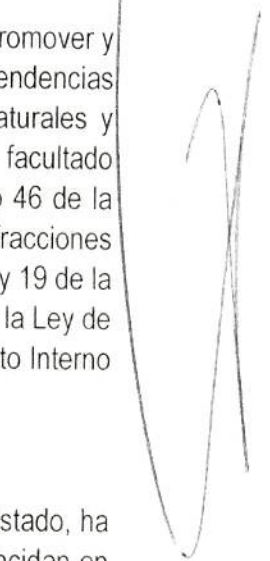 romover y
endencias
aturales y
facultado
46 de la
racciones
y 19 de la
la Ley de
to Interno
stado, ha
ncidan en